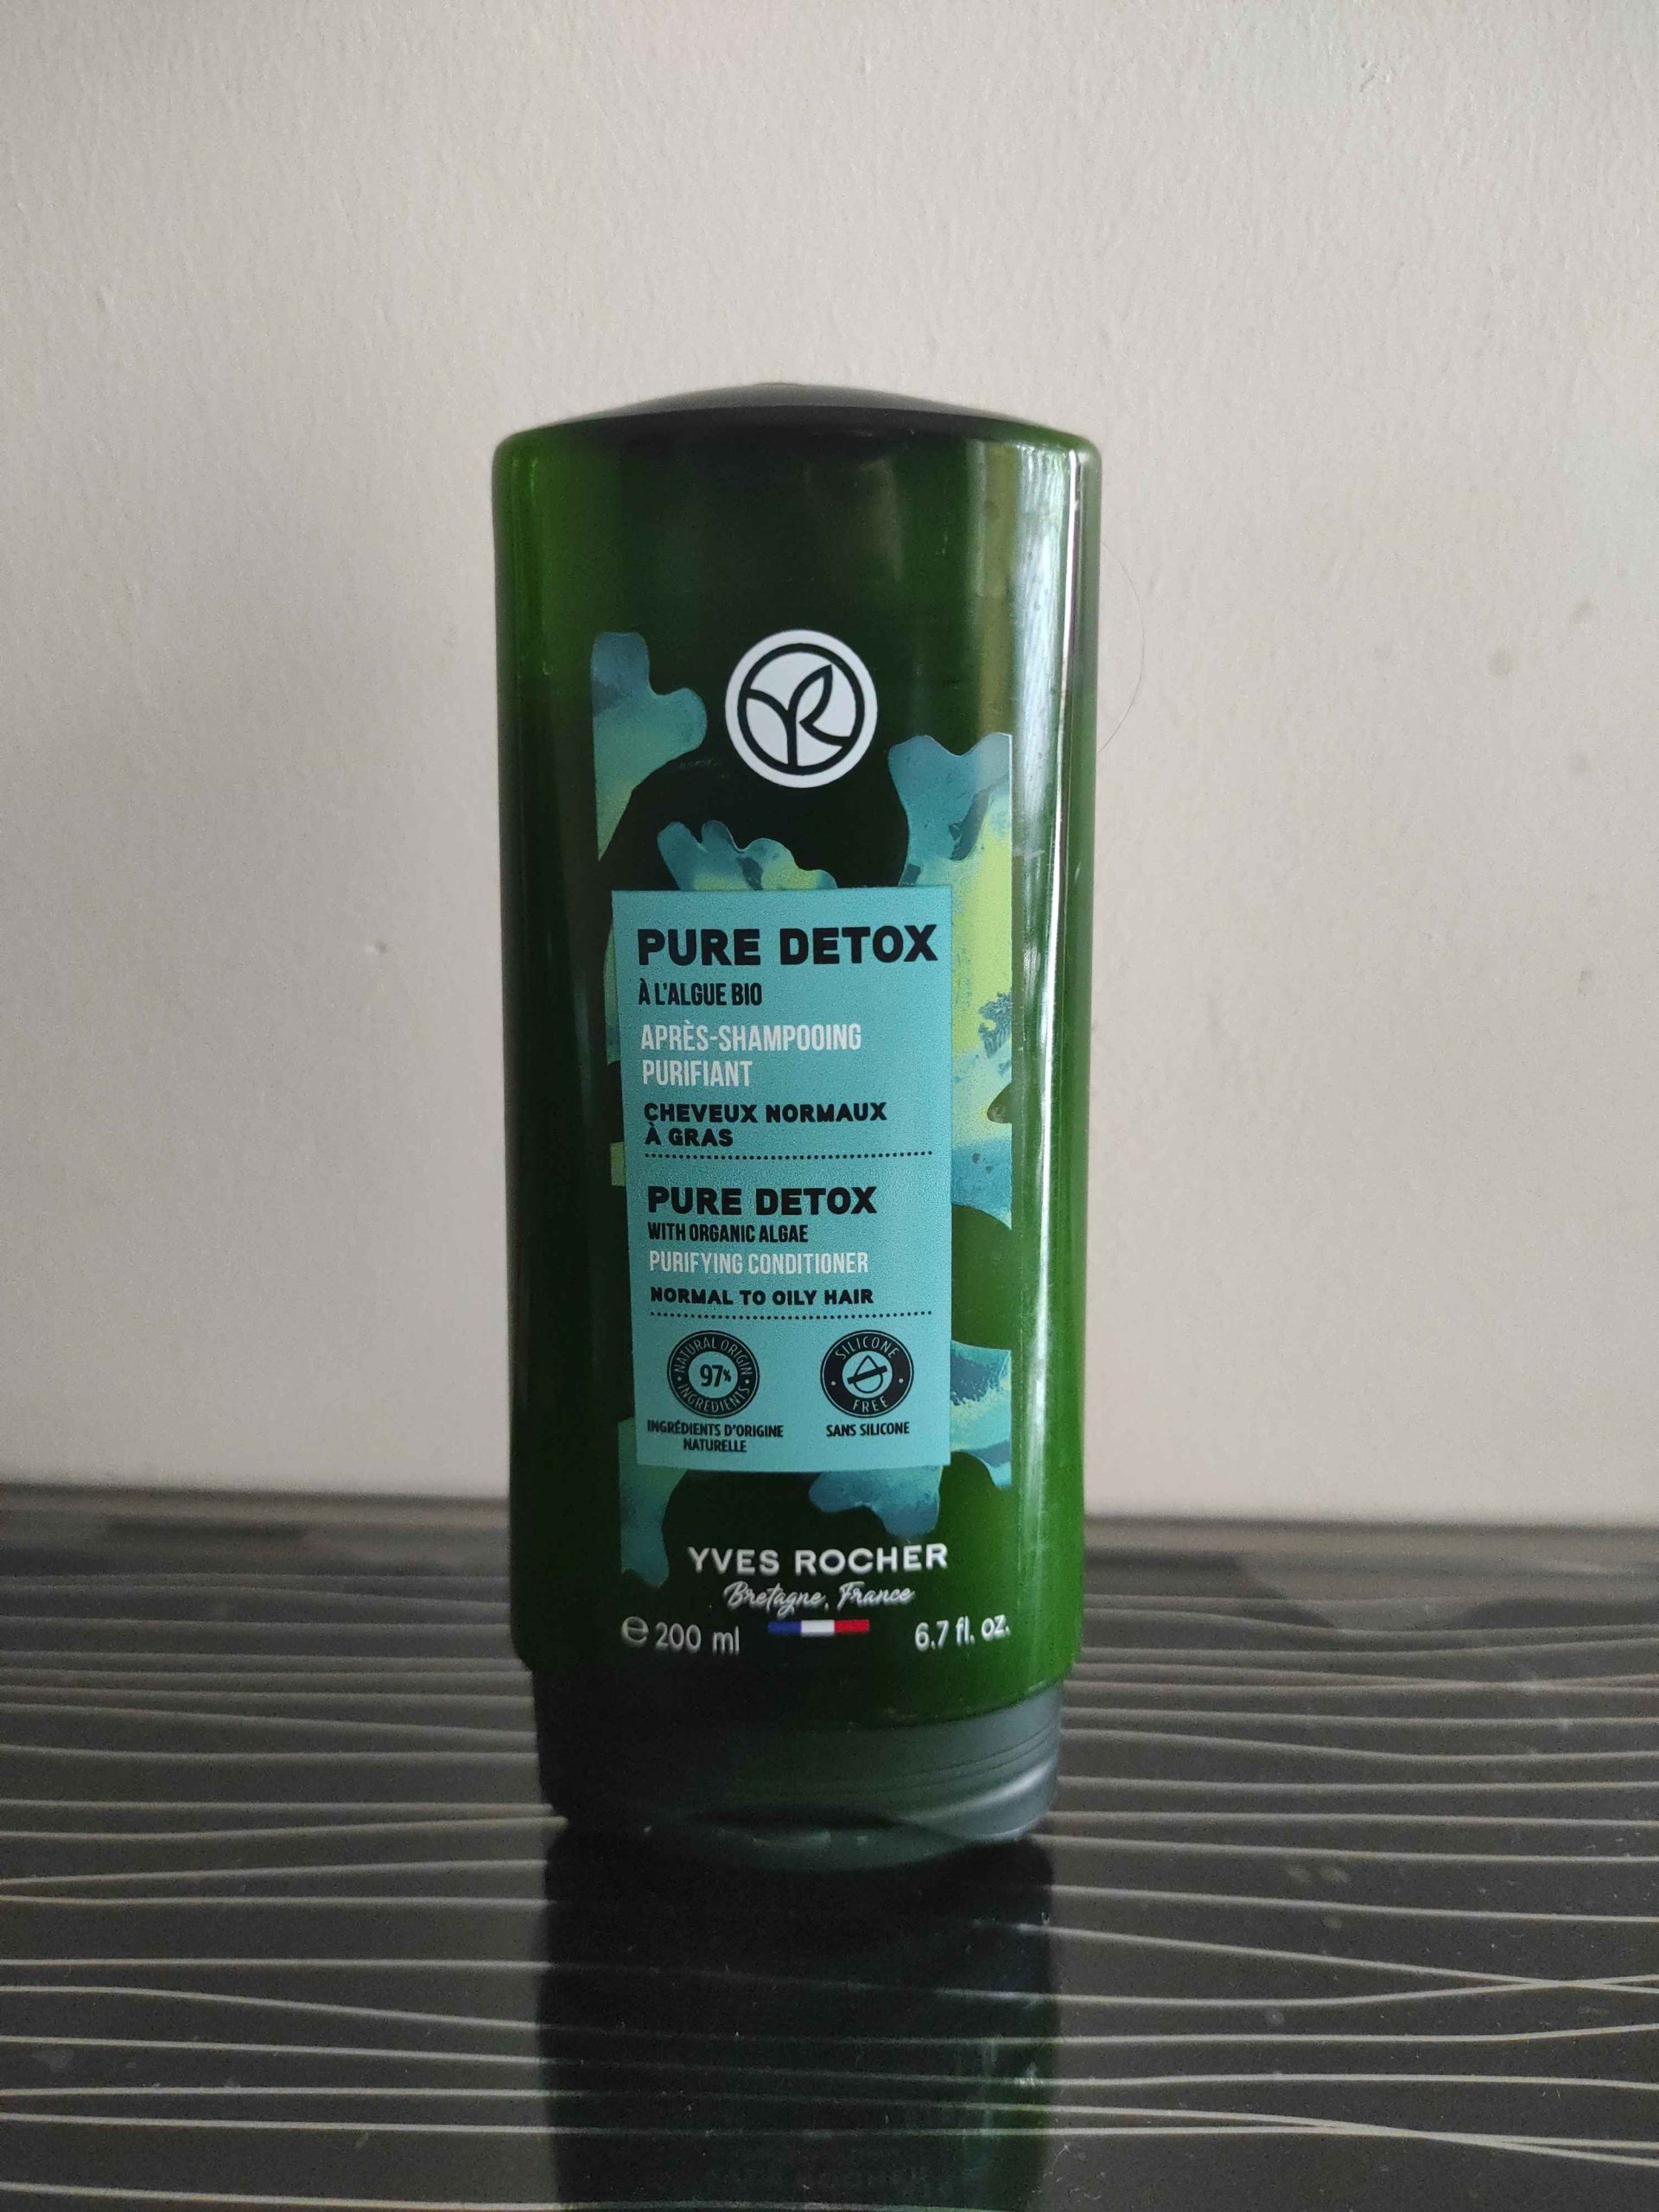 YR
PURE DETOX
À L'ALGUE BIO
APRÈS-SHAMPOOING
PURIFIANT
CHEVEUX NORMAUX
À GRAS
PURE DETOX
WITH ORGANIC ALGAE
PURIFYING CONDITIONER
NORMAL TO OILY HAIR
NATURAL ORIGIN
97%
INGREDIENTS
INGRÉDIENTS D'ORIGINE
NATURELLE
SILICONE
FREE
SANS SILICONE
YVES ROCHER
Bretagne, France
℮ 200 ml
6.7 fl. oz.